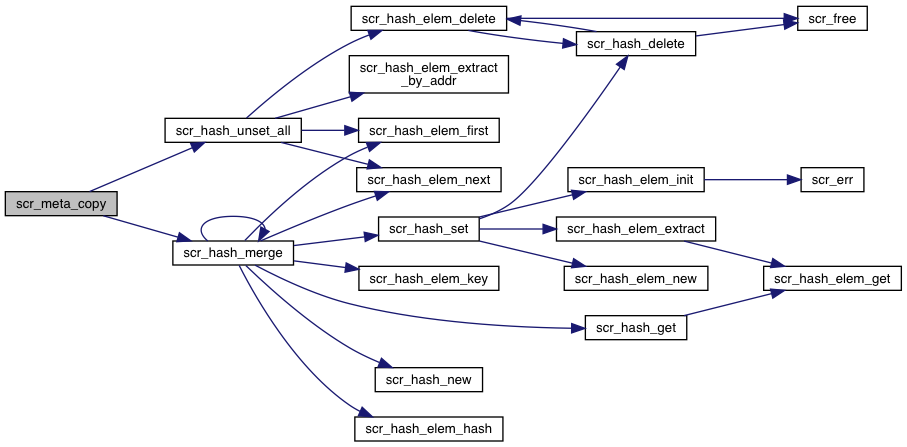 scr_hash_elem_delete
scr_free
scr_hash_delete
scr_hash_elem_extract
_by_addr
scr_hash_unset_all
scr_hash_elem_first
scr_hash_elem_next
scr_hash_elem_init
scr_err
scr_meta_copy
scr_hash_set
scr_hash_elem_extract
scr_hash_merge
scr_hash_elem_key
scr_hash_elem_new
scr_hash_elem_get
scr_hash_get
scr_hash_new
scr_hash_elem_hash